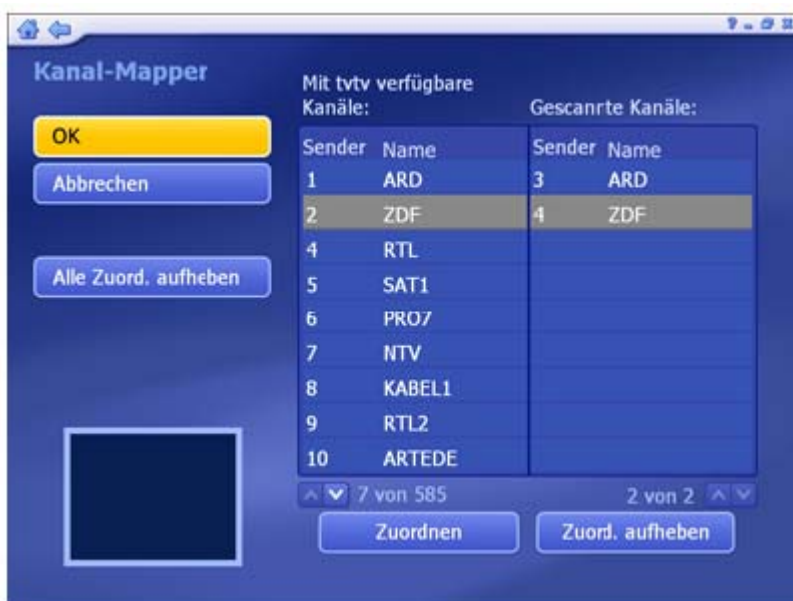 Kanal-Mapper
OK
Abbrechen
Alle Zuord. aufheben
Mit tvtv verfügbare
Kanäle:
Sender Name
1 ARD
2 ZDF
4 RTL
5 SAT1
6 PRO7
7 NTV
8 KABEL1
9 RTL2
10 ARTEDE
7 von 585
Zuordnen
Gescanrte Kanäle:
Sender Name
3 ARD
4 ZDF
2 von 2
Zuord. aufheben